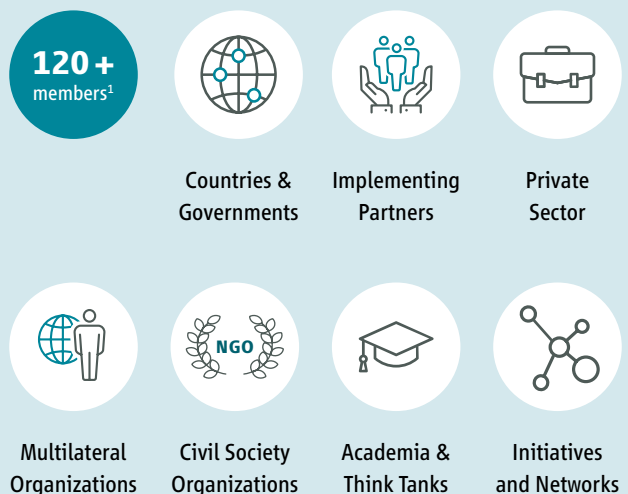 120 +
members¹
Countries &
Governments
Implementing
Partners
Private
Sector
NGO
Multilateral
Organizations
Civil Society
Organizations
Academia &
Think Tanks
Initiatives
and Networks